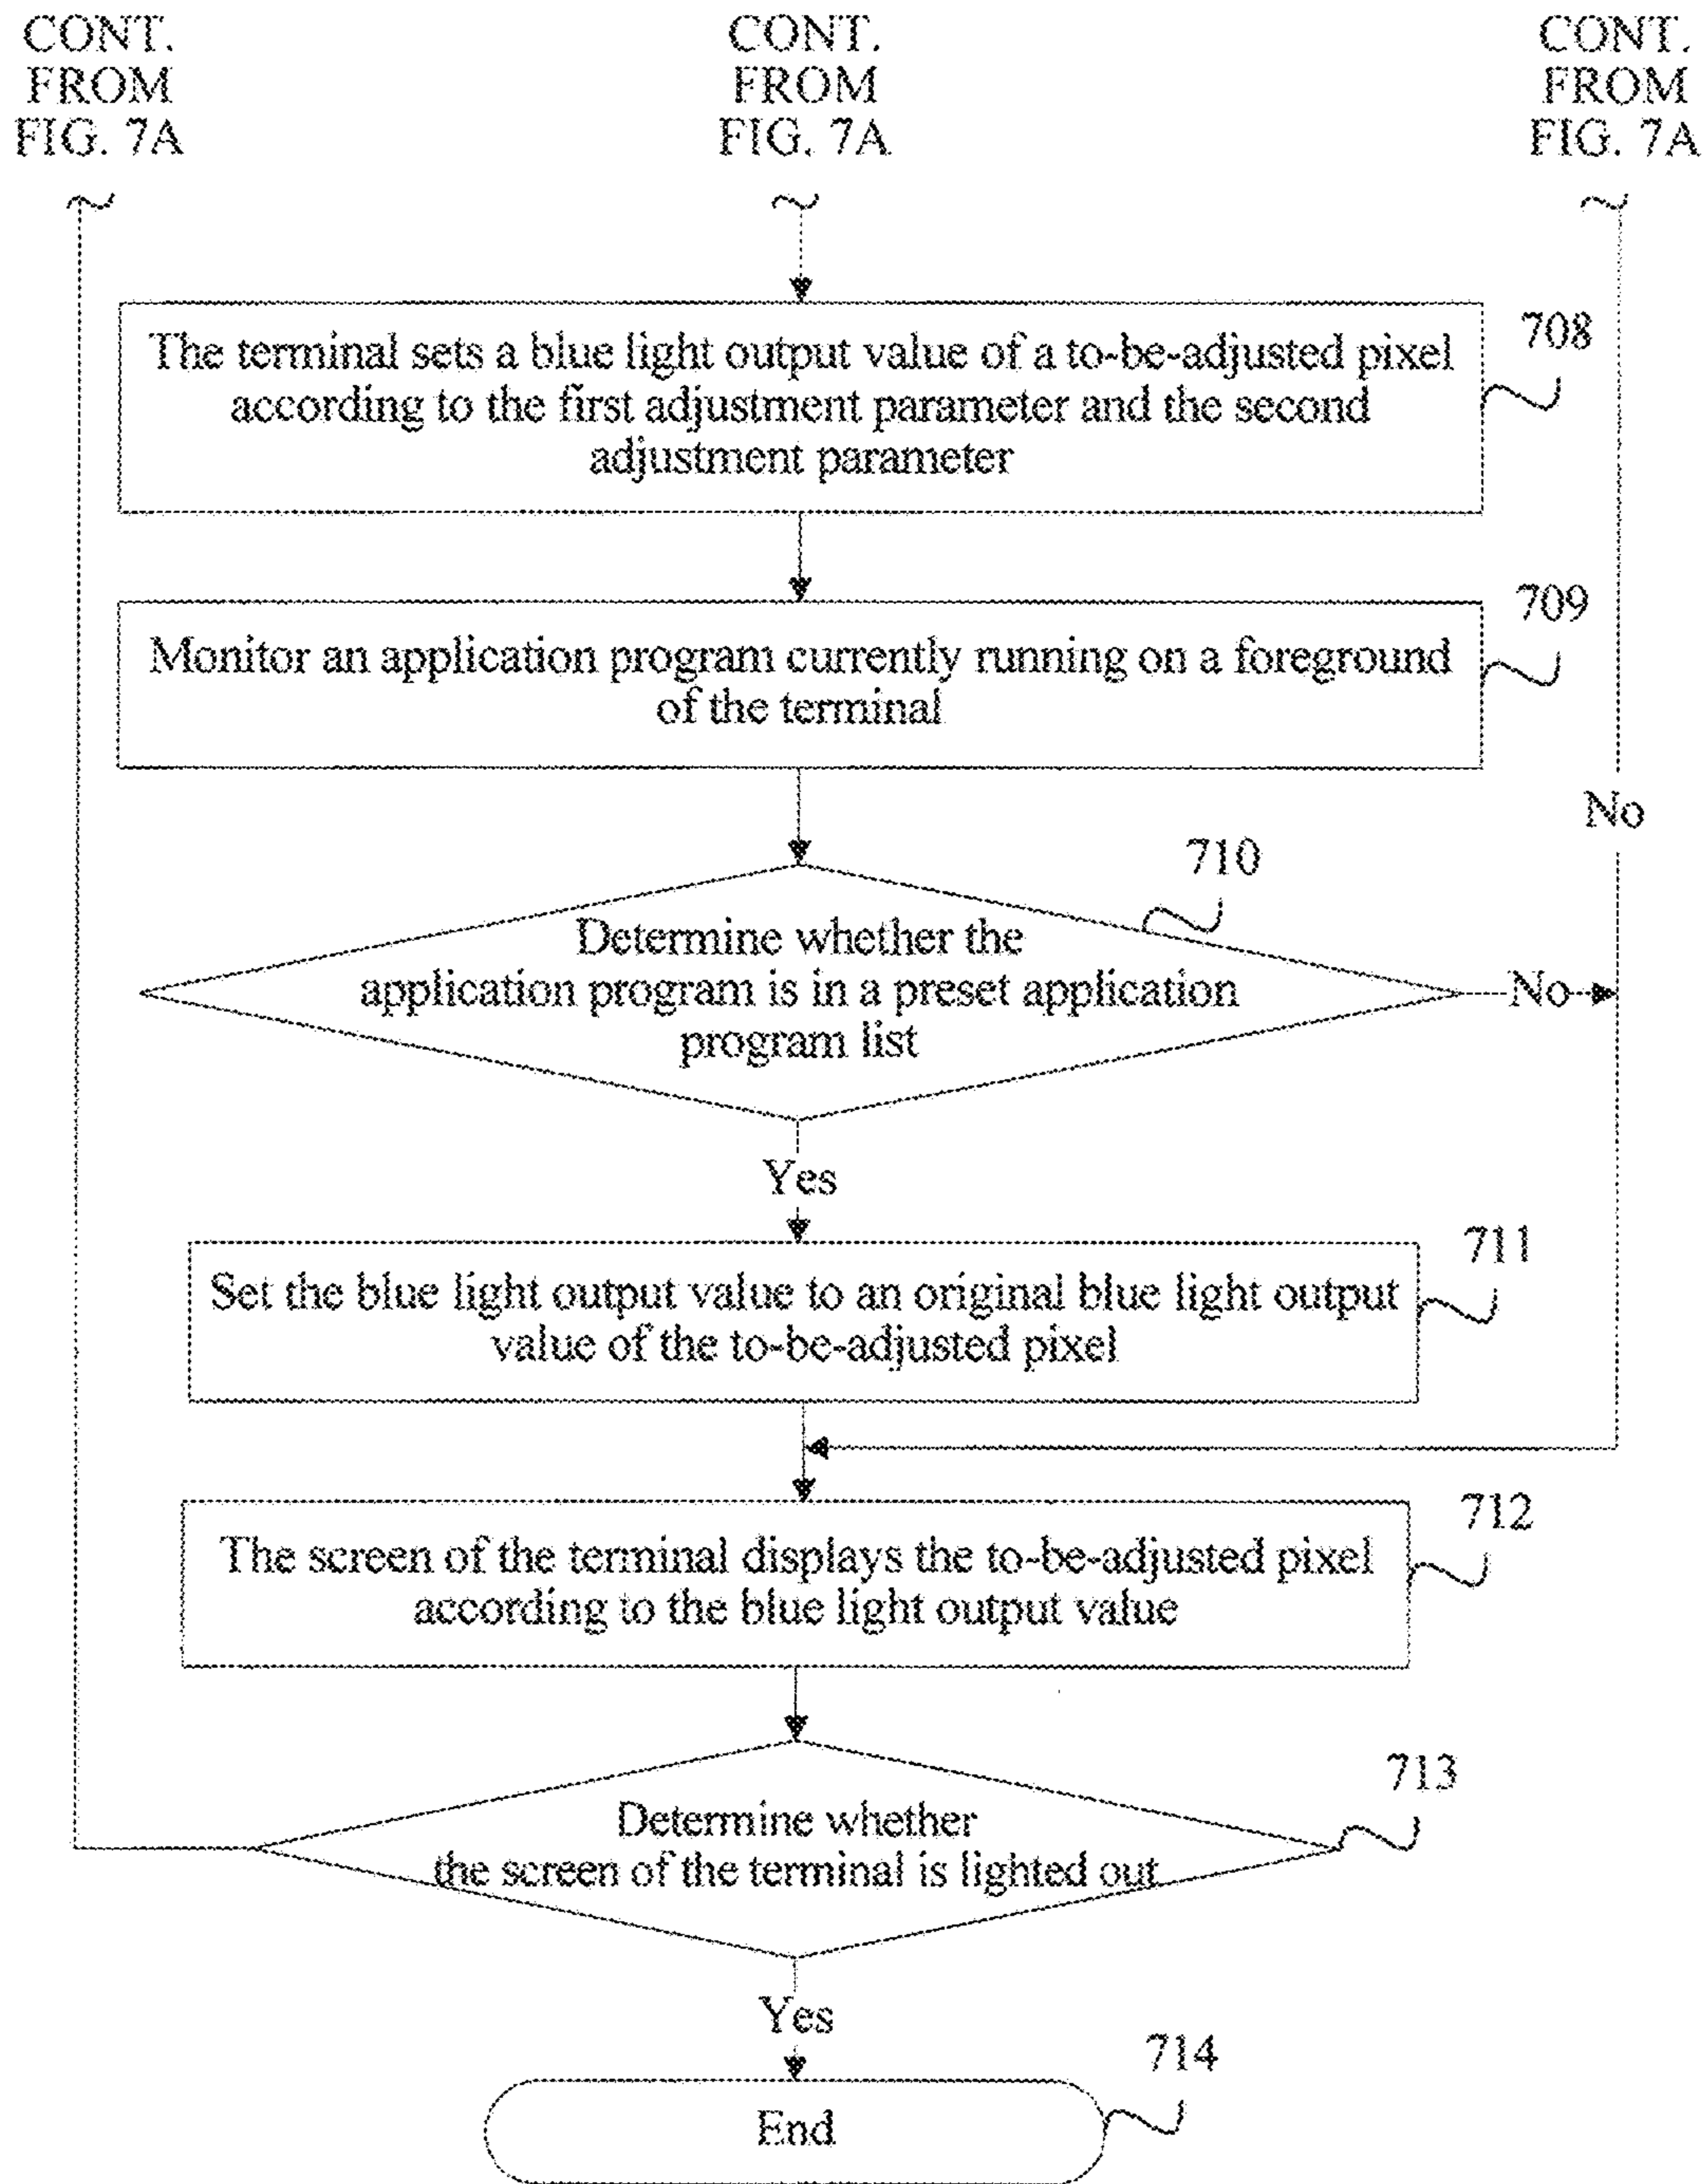 CONT.
FROM
FIG. 7A
CONT.
FROM
FIG. 7A
CONT.
FROM
FIG. 7A
The terminal sets a blue light output value of a to-be-adjusted pixel
according to the first adjustment parameter and the second
adjustment parameter
708
Monitor an application program currently running on a foreground
of the terminal
709
No
710
Determine whether the
application program is in a preset application
program list
No
Yes
711
Set the blue light output value to an original blue light output
value of the to-be-adjusted pixel
712
The screen of the terminal displays the to-be-adjusted pixel
according to the blue light output value
713
Determine whether
the screen of the terminal is lighted out
Yes
714
End